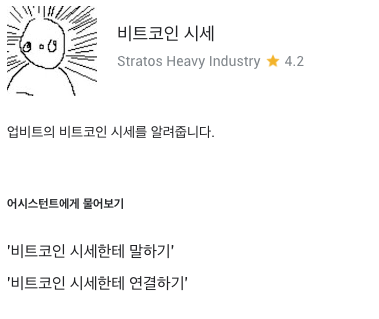 비트코인 시세
Stratos Heavy Industry ★ 4.2
업비트의 비트코인 시세를 알려줍니다.
어시스턴트에게 물어보기
'비트코인 시세한테 말하기'
'비트코인 시세한테 연결하기'